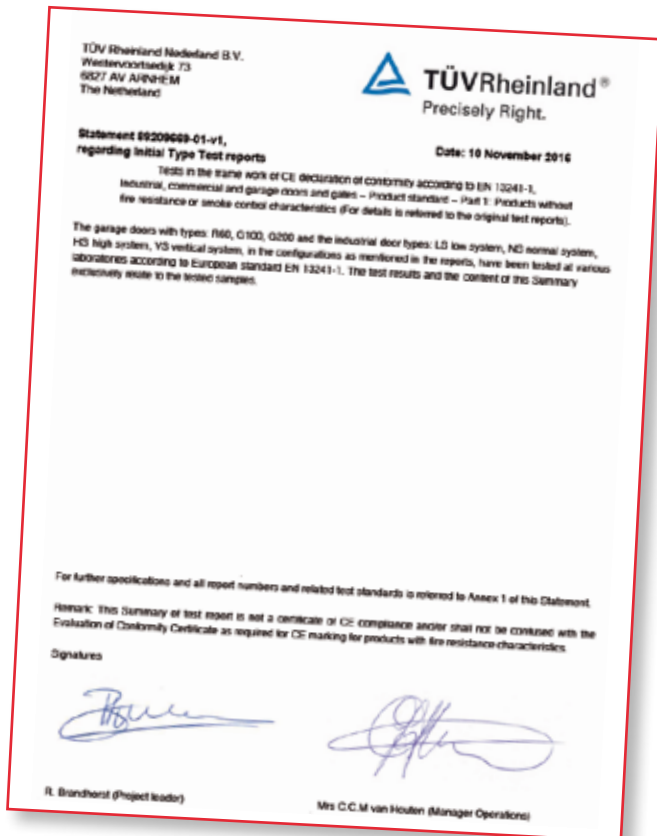 TÜV Rheinland Nederland B.V.
Westervoortsedijk 73
6827 AV ARNHEM
The Netherland
TÜVRheinland®
Precisely Right.
Statement 89209669-01-v1,
regarding Initial Type Test reports
Date: 10 November 2016
Tests in the frame work of CE declaration of conformity according to EN 13241-1,
Industrial, commercial and garage doors and gates – Product standard – Part 1: Products without
fire resistance or smoke control characteristics (For details is referred to the original test reports).
The garage doors with types: R60, G100, G200 and the industrial door types: LS low system, NS normal system,
HS high system, VS vertical system, in the configurations as mentioned in the reports, have been tested at various
laboratories according to European standard EN 13241-1. The test results and the content of this Summary
exclusively relate to the tested samples.
For further specifications and all report numbers and related test standards is referred to Annex 1 of this Statement.
Remark: This Summary of test report is not a certificate of CE compliance and/or shall not be confused with the
Evaluation of Conformity Certificate as required for CE marking for products with fire resistance characteristics.
Signatures
R. Brandhorst (Project leader)
Mrs C.C.M van Houten (Manager Operations)